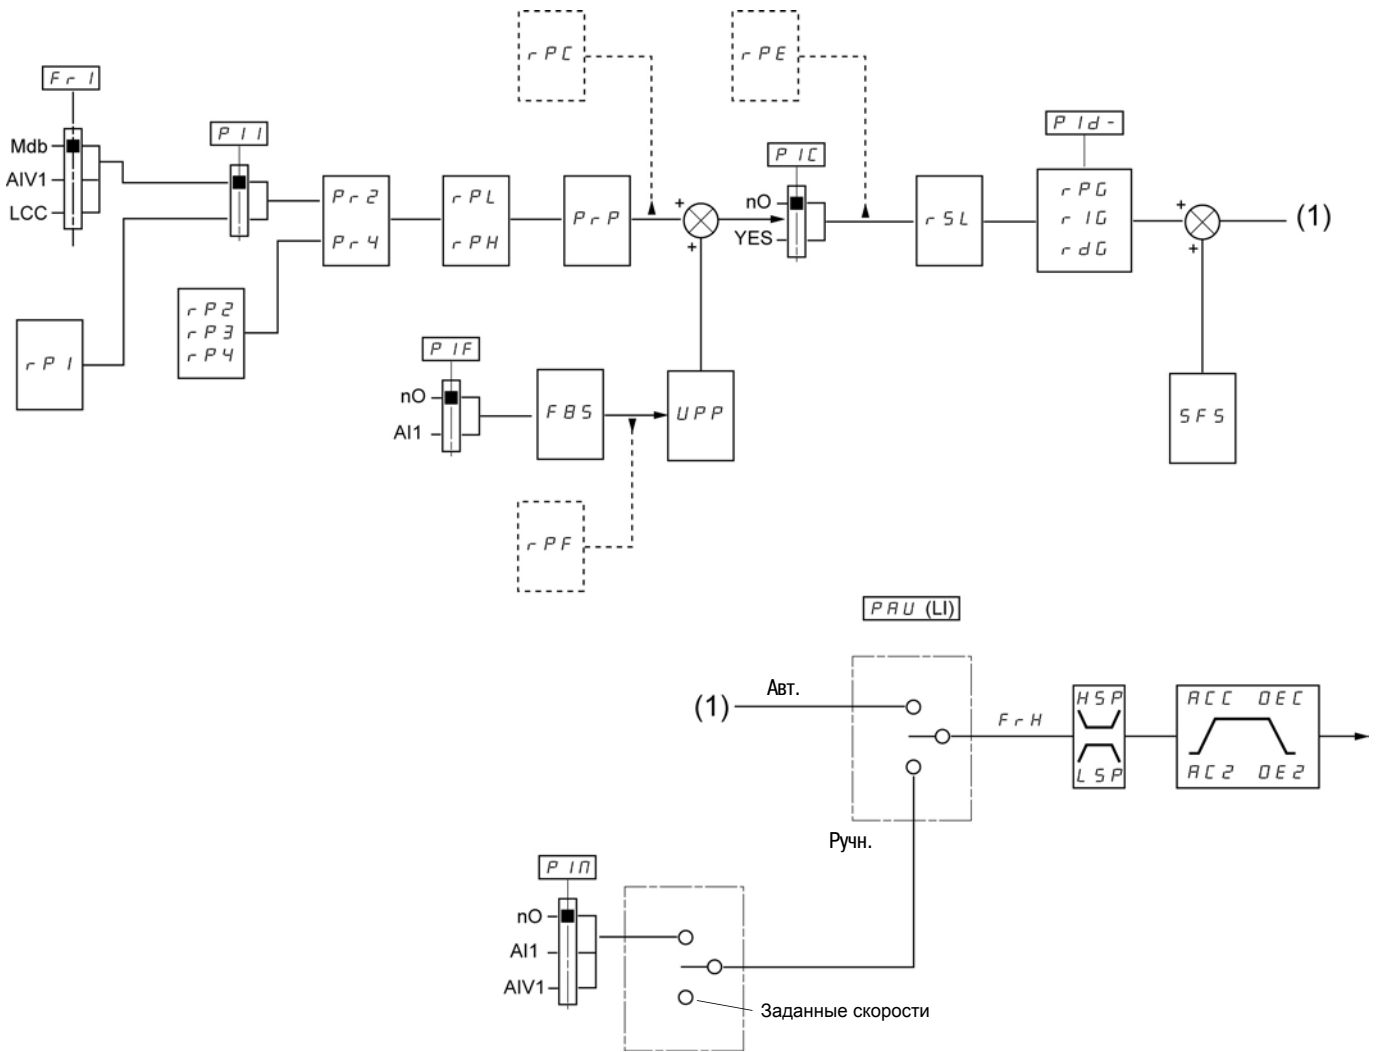 rPC
rPE
Fr1
Mdb
AIV1
LCC
PI1
rP1
rP2
rP3
rP4
Pr2
Pr4
rPL
rPH
PrP
+
+
PIC
nO
YES
rSL
PId-
rPG
rIG
rdG
+
+
(1)
SFS
PIF
nO
AI1
FBS
UPP
rPF
PAU (LI)
(1)
Авт.
FrH
HSP
LSP
ACC DEC
AC2 DE2
Ручн.
PIM
nO
AI1
AIV1
Заданные скорости